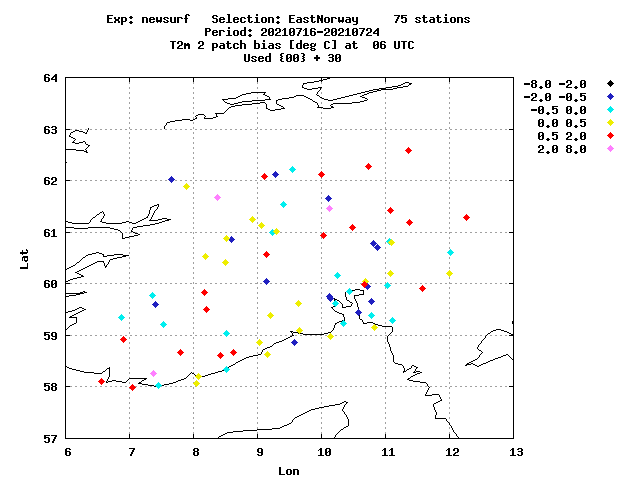 Exp: newsurf   Selection: EastNorway     75 stations
Period: 20210716-20210724
T2m 2 patch bias [deg C] at  06 UTC
Used {00} + 30
-8.0 -2.0
-2.0 -0.5
-0.5 0.0
0.0 0.5
0.5 2.0
2.0 8.0
64
63
62
61
60
59
58
57
Lat
6 7 8 9 10 11 12 13
Lon